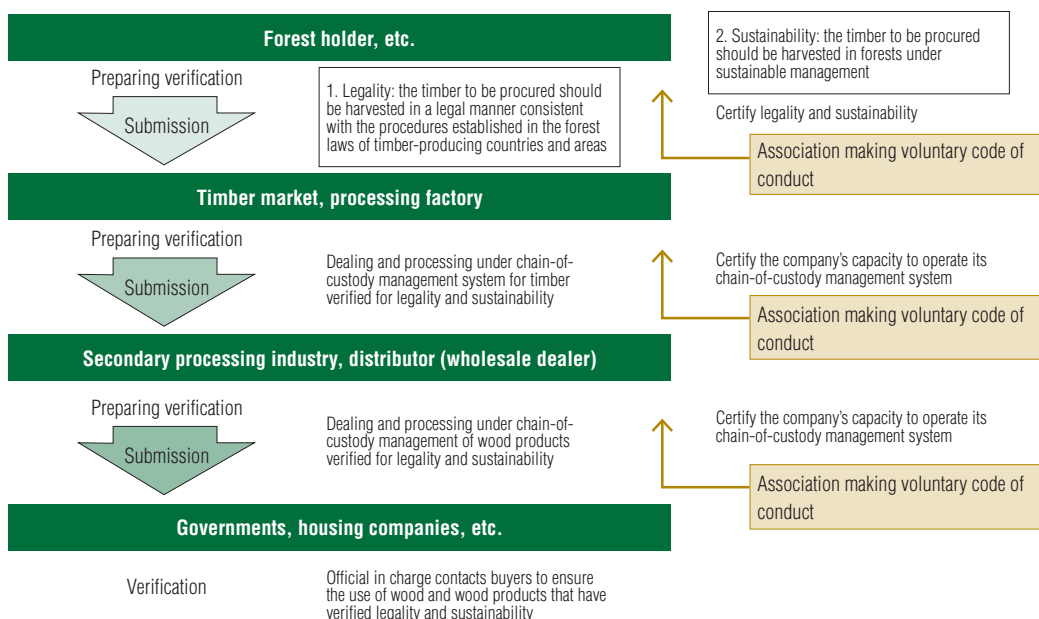 Forest holder, etc.
Preparing verification
Submission
1. Legality: the timber to be procured should
be harvested in a legal manner consistent
with the procedures established in the forest
laws of timber-producing countries and areas
2. Sustainability: the timber to be procured
should be harvested in forests under
sustainable management
Certify legality and sustainability
Association making voluntary code of
conduct
Timber market, processing factory
Preparing verification
Submission
Dealing and processing under chain-of-
custody management system for timber
verified for legality and sustainability
Certify the company’s capacity to operate its
chain-of-custody management system
Association making voluntary code of
conduct
Secondary processing industry, distributor (wholesale dealer)
Preparing verification
Submission
Dealing and processing under chain-of-
custody management of wood products
verified for legality and sustainability
Certify the company’s capacity to operate its
chain-of-custody management system
Association making voluntary code of
conduct
Governments, housing companies, etc.
Verification
Official in charge contacts buyers to ensure
the use of wood and wood products that have
verified legality and sustainability